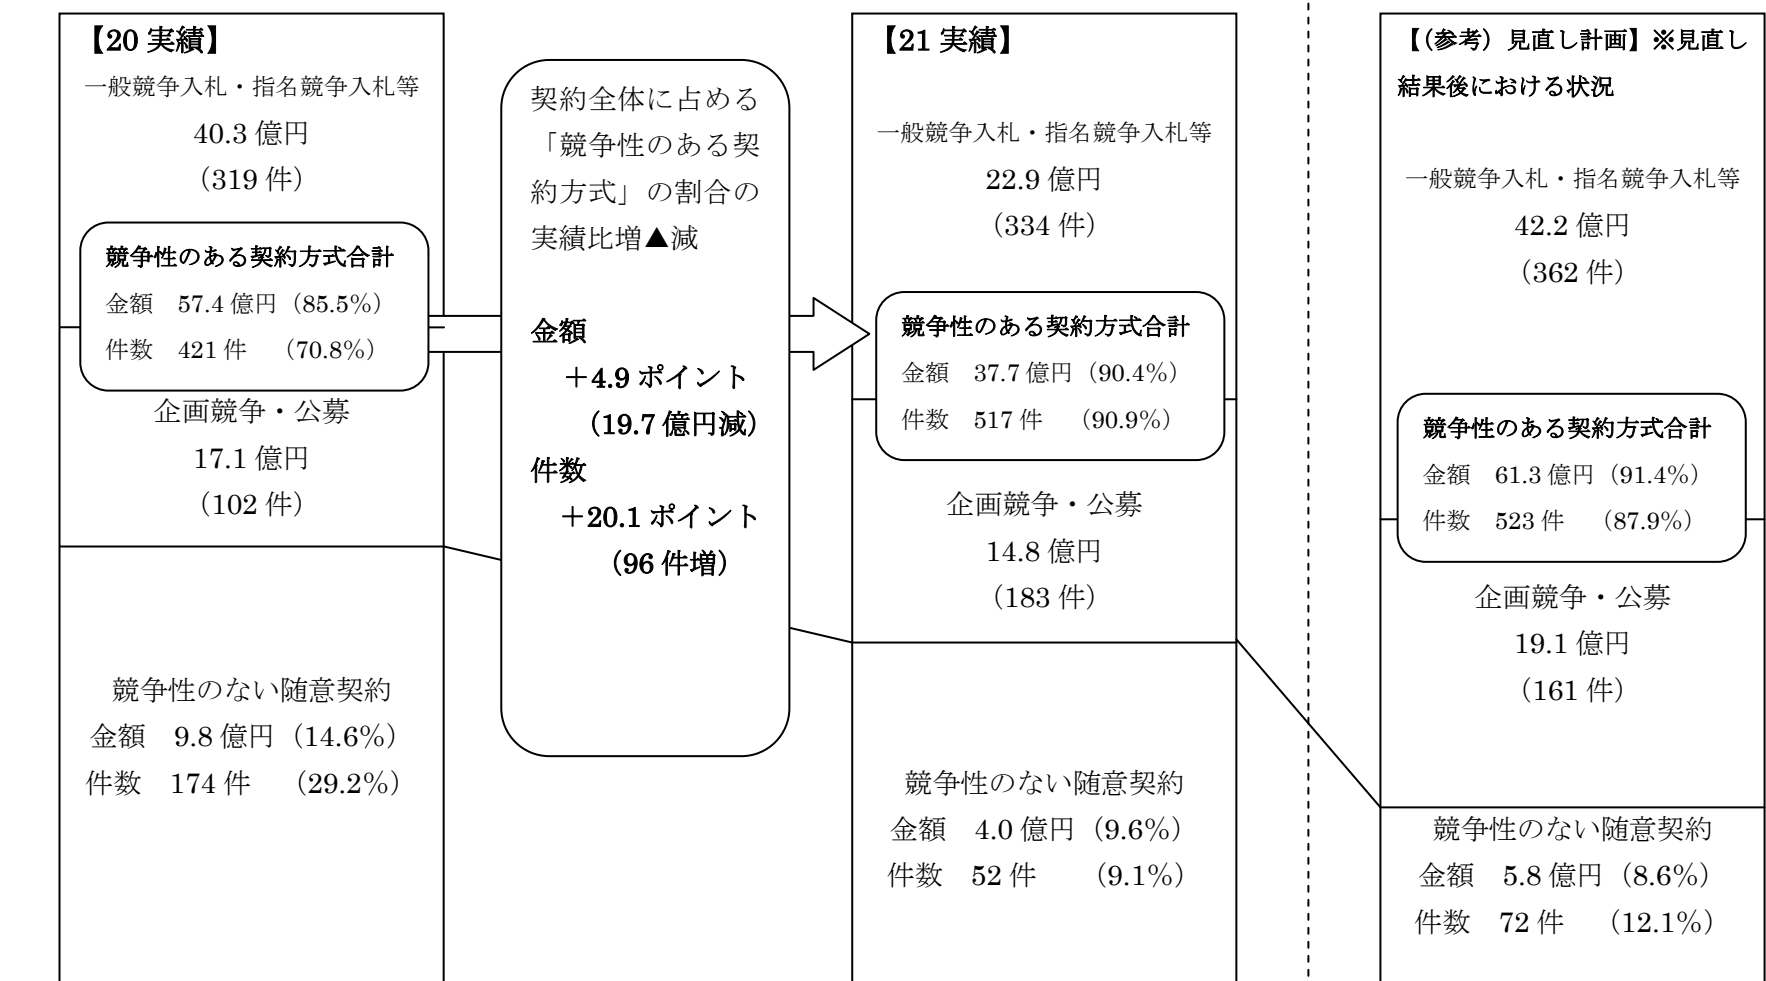 【20 実績】
一般競争入札・指名競争入札等
40.3 億円
（319 件）
競争性のある契約方式合計
金額　57.4 億円（85.5%）
件数　421 件　（70.8%）
企画競争・公募
17.1 億円
（102 件）
競争性のない随意契約
金額　9.8 億円（14.6%）
件数　174 件　（29.2%）
契約全体に占める
「競争性のある契
約方式」の割合の
実績比増▲減
金額
＋4.9 ポイント
（19.7 億円減）
件数
＋20.1 ポイント
（96 件増）
【21 実績】
一般競争入札・指名競争入札等
22.9 億円
（334 件）
競争性のある契約方式合計
金額　37.7 億円（90.4%）
件数　517 件　（90.9%）
企画競争・公募
14.8 億円
（183 件）
競争性のない随意契約
金額　4.0 億円（9.6%）
件数　52 件　（9.1%）
【（参考）見直し計画】※見直し
結果後における状況
一般競争入札・指名競争入札等
42.2 億円
（362 件）
競争性のある契約方式合計
金額　61.3 億円（91.4%）
件数　523 件　（87.9%）
企画競争・公募
19.1 億円
（161 件）
競争性のない随意契約
金額　5.8 億円（8.6%）
件数　72 件　（12.1%）